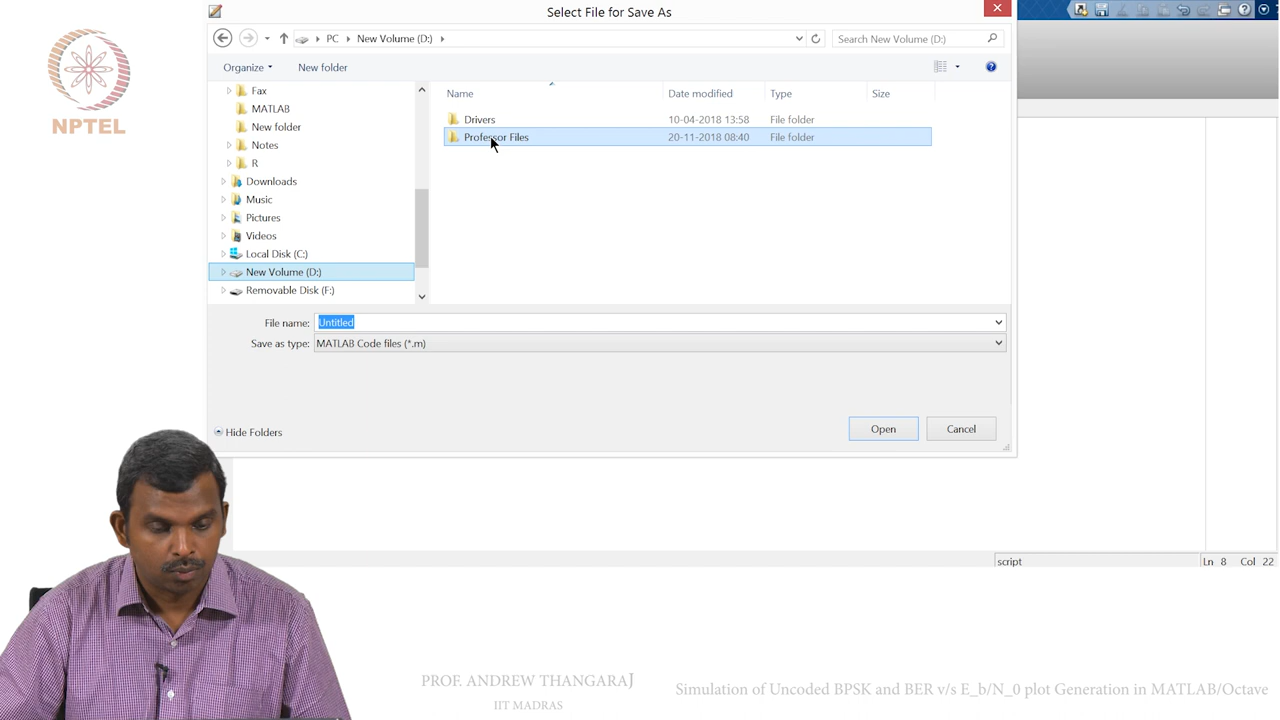 Select File for Save As
PC
New Volume (D:)
Search New Volume (D:)
Organize
New folder
Fax
MATLAB
New folder
Notes
R
Downloads
Music
Pictures
Videos
Local Disk (C:)
New Volume (D:)
Removable Disk (F:)
Name Date modified Type Size
Drivers 10-04-2018 13:58 File folder
Professor Files 20-11-2018 08:40 File folder
File name: Untitled
Save as type: MATLAB Code files (*.m)
Hide Folders
Open
Cancel
script
Ln 8 Col 22
NPTEL
PROF. ANDREW THANGARAJ
IIT MADRAS
Simulation of Uncoded BPSK and BER v/s E_b/N_0 plot Generation in MATLAB/Octave